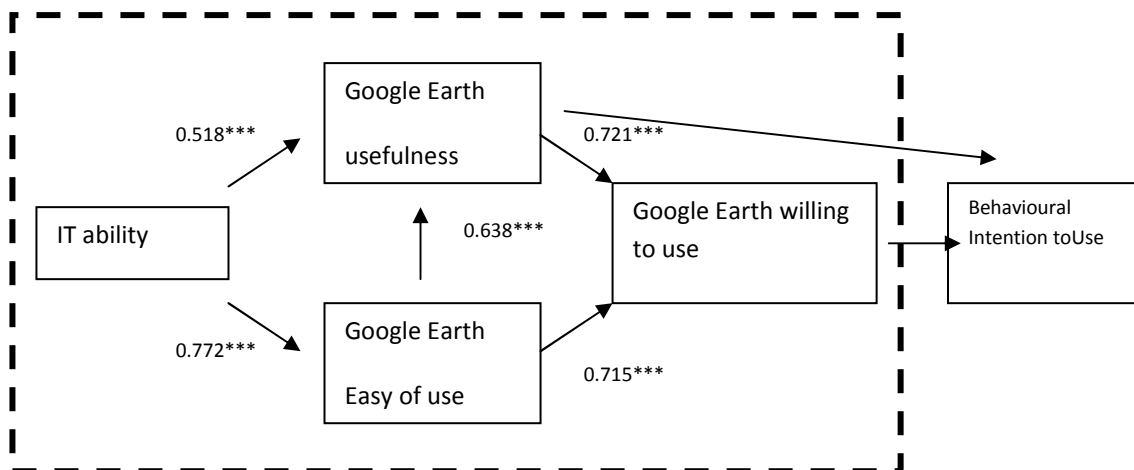 Google Earth
usefulness
0.518***
0.721***
IT ability
0.638***
Google Earth willing
to use
Behavioural
Intention toUse
Google Earth
Easy of use
0.772***
0.715***